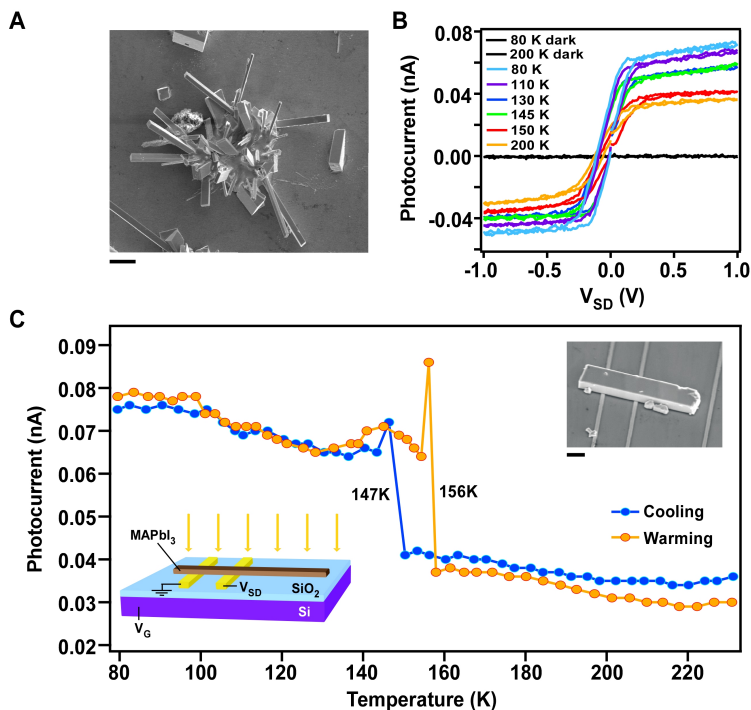 A
B
Photocurrent (nA)
0.08
0.04
0.00
-0.04
80 K dark
200 K dark
80 K
110 K
130 K
145 K
150 K
200 K
-1.0 -0.5 0.0 0.5 1.0
V_SD (V)
C
Photocurrent (nA)
0.09
0.08
0.07
0.06
0.05
0.04
0.03
0.02
147K
156K
Cooling
Warming
MAPbI₃
V_SD
SiO₂
Si
V_G
80 100 120 140 160 180 200 220
Temperature (K)